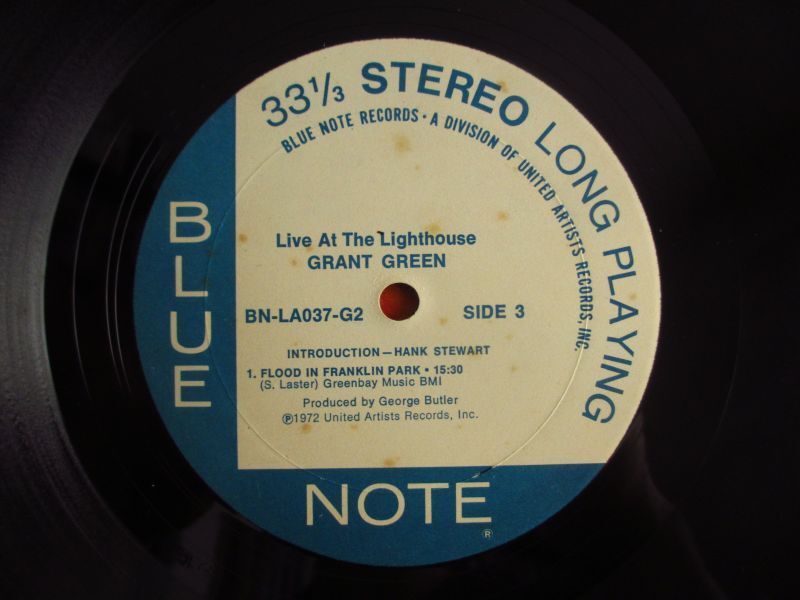 33⅓ STEREO LONG PLAYING
BLUE NOTE RECORDS • A DIVISION OF UNITED ARTISTS RECORDS, INC.
BLUE
Live At The Lighthouse
GRANT GREEN
BN-LA037-G2 SIDE 3
INTRODUCTION—HANK STEWART
1. FLOOD IN FRANKLIN PARK • 15:30
(S. Laster) Greenbay Music BMI
Produced by George Butler
℗1972 United Artists Records, Inc.
NOTE
®